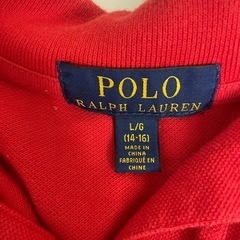 POLO
RALPH LAUREN
L/G
(14-16)
MADE IN
CHINA
FABRIQUÉ EN
CHINE